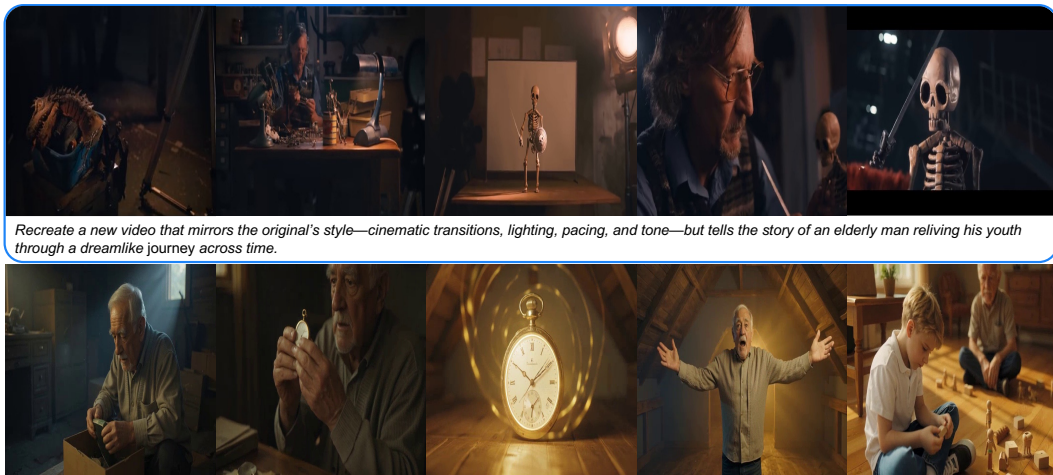 Recreate a new video that mirrors the original's style—cinematic transitions, lighting, pacing, and tone—but tells the story of an elderly man reliving his youth
through a dreamlike journey across time.